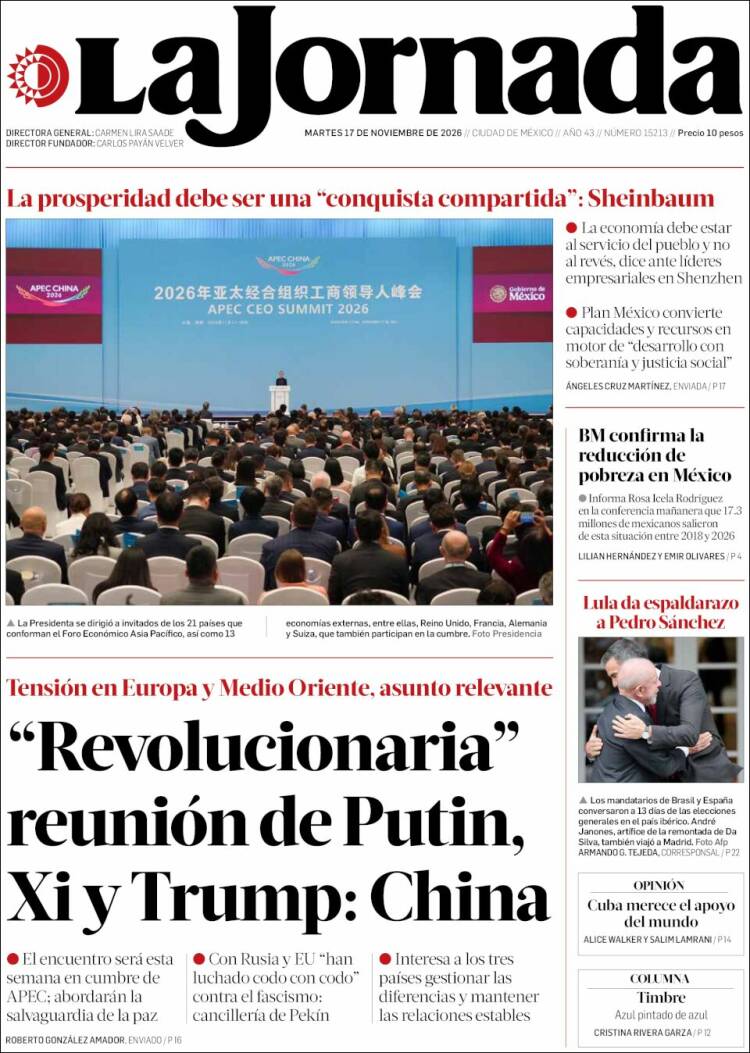 La Jornada
DIRECTORA GENERAL: CARMEN LIRA SAADE
DIRECTOR FUNDADOR: CARLOS PAYÁN VELVER
MARTES 17 DE NOVIEMBRE DE 2026 // CIUDAD DE MÉXICO // AÑO 43 // NÚMERO 15213 // Precio 10 pesos
La prosperidad debe ser una “conquista compartida”: Sheinbaum
APEC CHINA
2026
APEC CHINA
2026
2026年亚太经合组织工商领导人峰会
APEC CEO SUMMIT 2026
Gobierno de
México
▲ La Presidenta se dirigió a invitados de los 21 países que
conforman el Foro Económico Asia Pacífico, así como 13
economías externas, entre ellas, Reino Unido, Francia, Alemania
y Suiza, que también participan en la cumbre. Foto Presidencia
● La economía debe estar
al servicio del pueblo y no
al revés, dice ante líderes
empresariales en Shenzhen
● Plan México convierte
capacidades y recursos en
motor de “desarrollo con
soberanía y justicia social”
ÁNGELES CRUZ MARTÍNEZ, ENVIADA / P 17
BM confirma la
reducción de
pobreza en México
● Informa Rosa Icela Rodríguez
en la conferencia mañanera que 17.3
millones de mexicanos salieron
de esta situación entre 2018 y 2026
LILIAN HERNÁNDEZ Y EMIR OLIVARES / P 4
Lula da espaldarazo
a Pedro Sánchez
▲ Los mandatarios de Brasil y España
conversaron a 13 días de las elecciones
generales en el país ibérico. André
Janones, artífice de la remontada de Da
Silva, también viajó a Madrid. Foto Afp
ARMANDO G. TEJEDA, CORRESPONSAL / P 22
OPINIÓN
Cuba merece el apoyo
del mundo
ALICE WALKER Y SALIM LAMRANI / P 14
COLUMNA
Timbre
Azul pintado de azul
CRISTINA RIVERA GARZA / P 12
Tensión en Europa y Medio Oriente, asunto relevante
“Revolucionaria”
reunión de Putin,
Xi y Trump: China
● El encuentro será esta
semana en cumbre de
APEC; abordarán la
salvaguardia de la paz
● Con Rusia y EU “han
luchado codo con codo”
contra el fascismo:
cancillería de Pekín
● Interesa a los tres
países gestionar las
diferencias y mantener
las relaciones estables
ROBERTO GONZÁLEZ AMADOR, ENVIADO / P 16